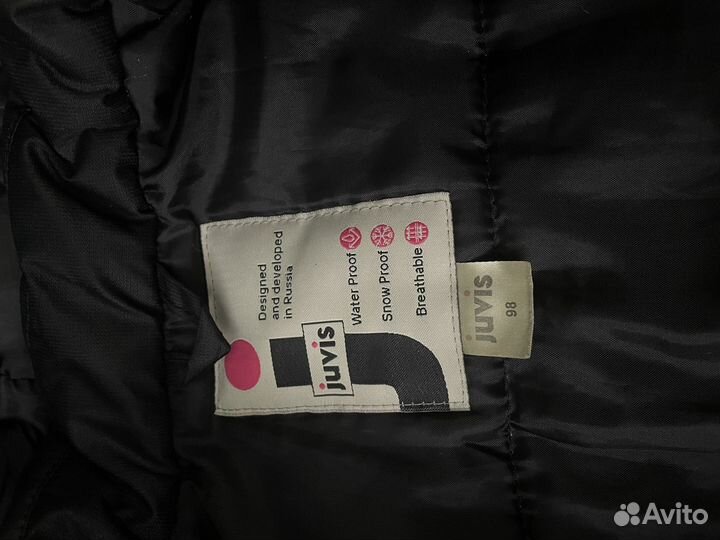 Designed
and developed
in Russia
Water Proof
Snow Proof
Breathable
juvis
juvis
98
Avito